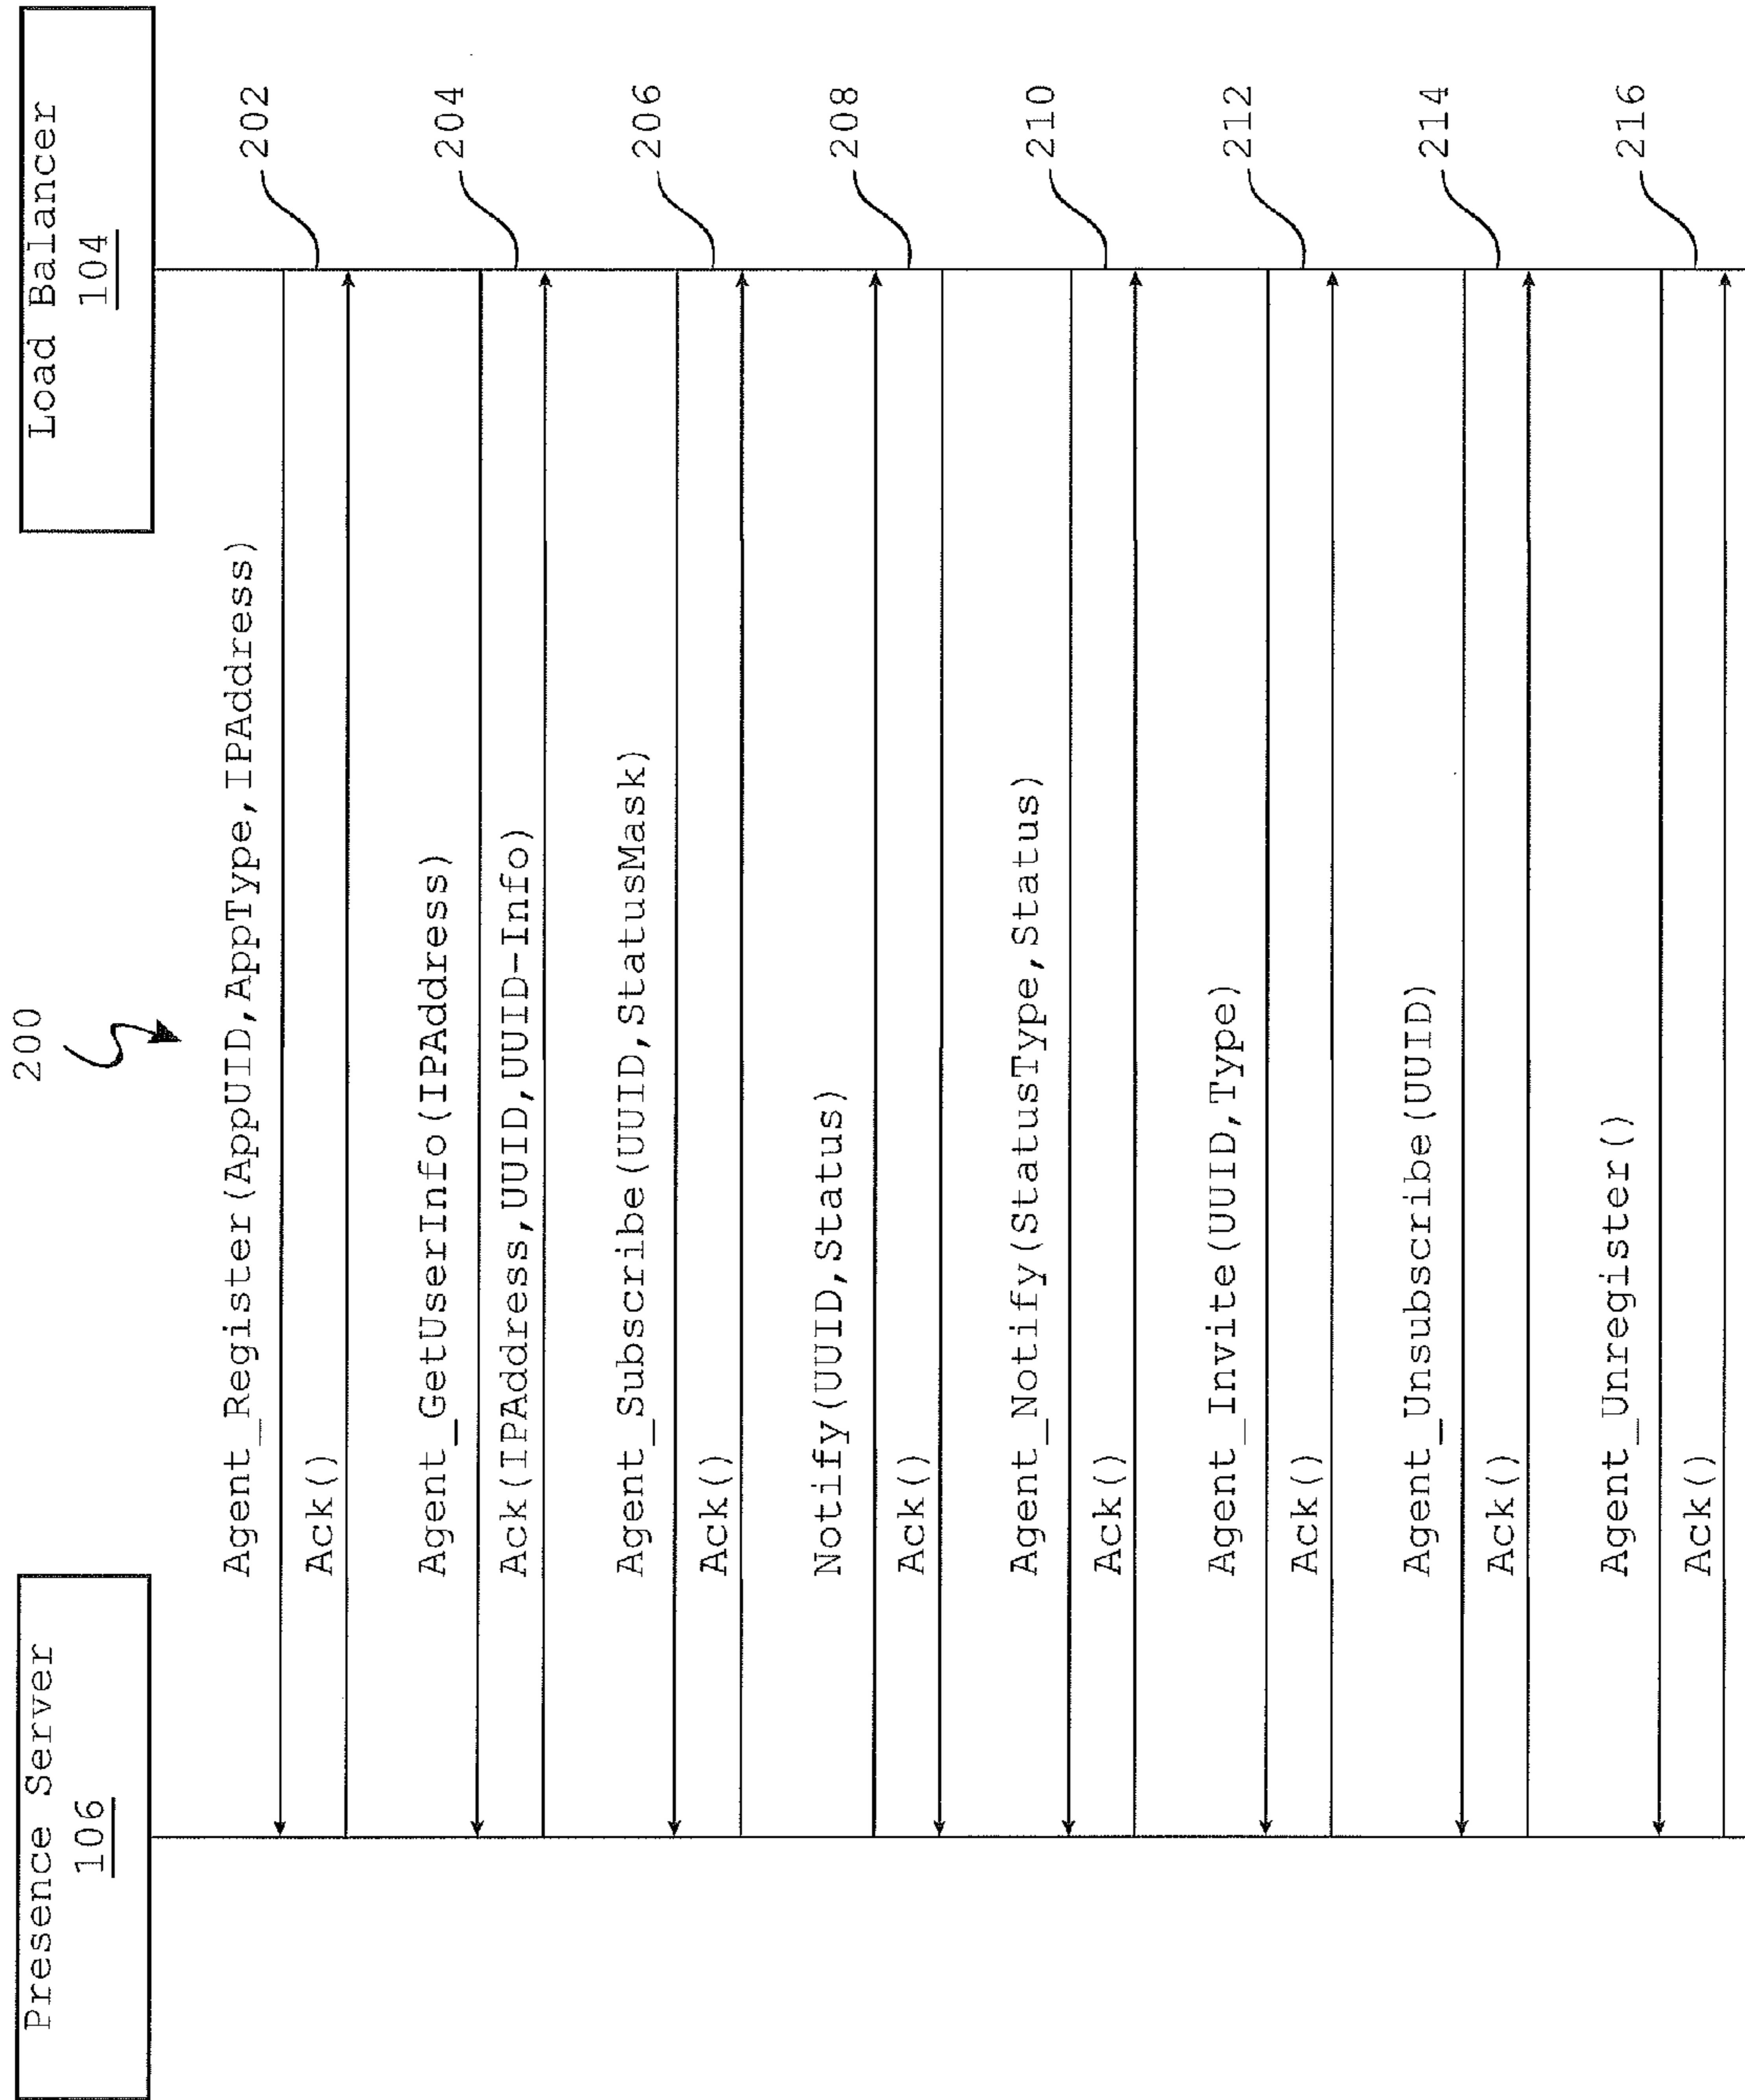 200
Presence Server
106
Load Balancer
104
Agent_Register(AppUID,AppType,IPAddress)
202
Ack()
Agent_GetUserInfo(IPAddress)
204
Ack(IPAddress,UUID,UUID-Info)
Agent_Subscribe(UUID,StatusMask)
206
Ack()
Notify(UUID,Status)
208
Ack()
Agent_Notify(StatusType,Status)
210
Ack()
Agent_Invite(UUID,Type)
212
Ack()
Agent_Unsubscribe(UUID)
214
Ack()
Agent_Unregister()
216
Ack()